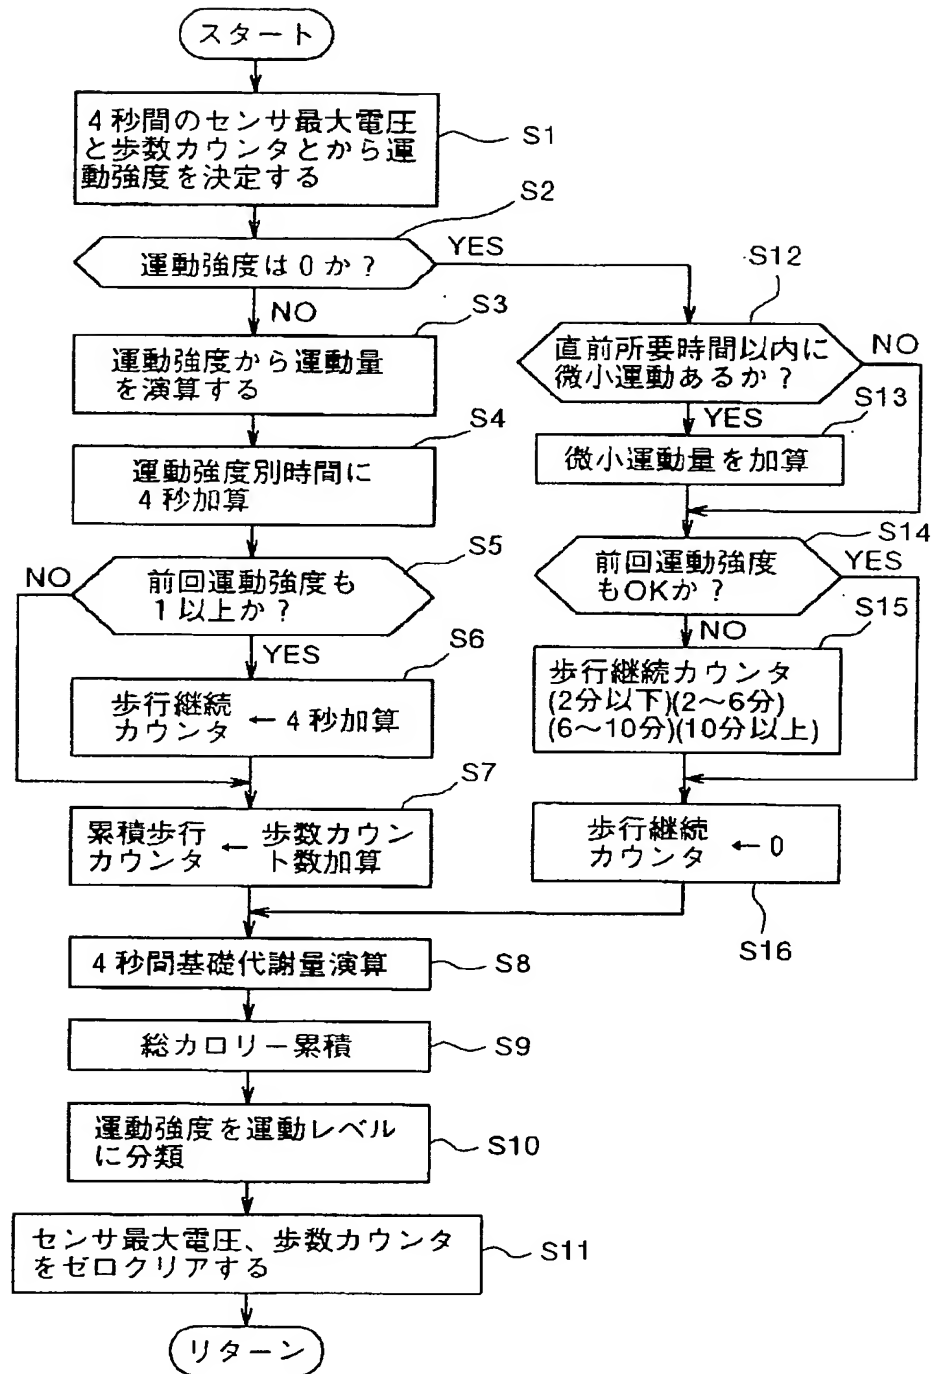 スタート
4秒間のセンサ最大電圧
と歩数カウンタとから運
動強度を決定する
S1
運動強度は0か?
S2
YES
NO
運動強度から運動量
を演算する
S3
運動強度別時間に
4秒加算
S4
前回運動強度も
1以上か?
S5
NO
YES
歩行継続
カウンタ ← 4秒加算
S6
累積歩行
カウンタ ← 歩数カウン
ト数加算
S7
直前所要時間以内に
微小運動あるか?
S12
NO
YES
微小運動量を加算
S13
前回運動強度
もOKか?
S14
YES
NO
歩行継続カウンタ
(2分以下)(2〜6分)
(6〜10分)(10分以上)
S15
歩行継続
カウンタ ← 0
S16
4秒間基礎代謝量演算
S8
総カロリー累積
S9
運動強度を運動レベル
に分類
S10
センサ最大電圧、歩数カウンタ
をゼロクリアする
S11
リターン